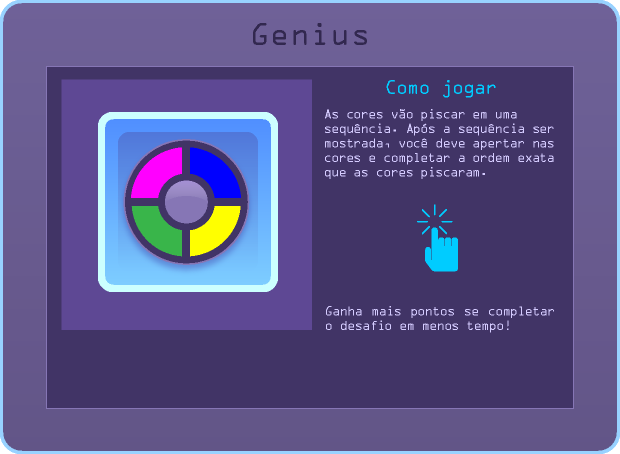 Genius
Como jogar
As cores vão piscar em uma
sequência. Após a sequência ser
mostrada, você deve apertar nas
cores e completar a ordem exata
que as cores piscaram.
Ganha mais pontos se completar
o desafio em menos tempo!